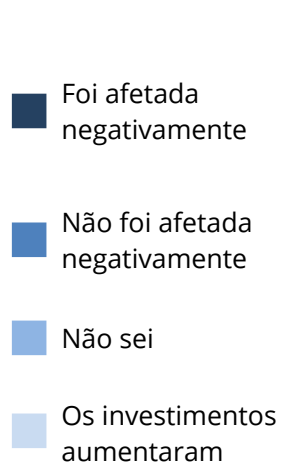 Foi afetada
negativamente
Não foi afetada
negativamente
Não sei
Os investimentos
aumentaram